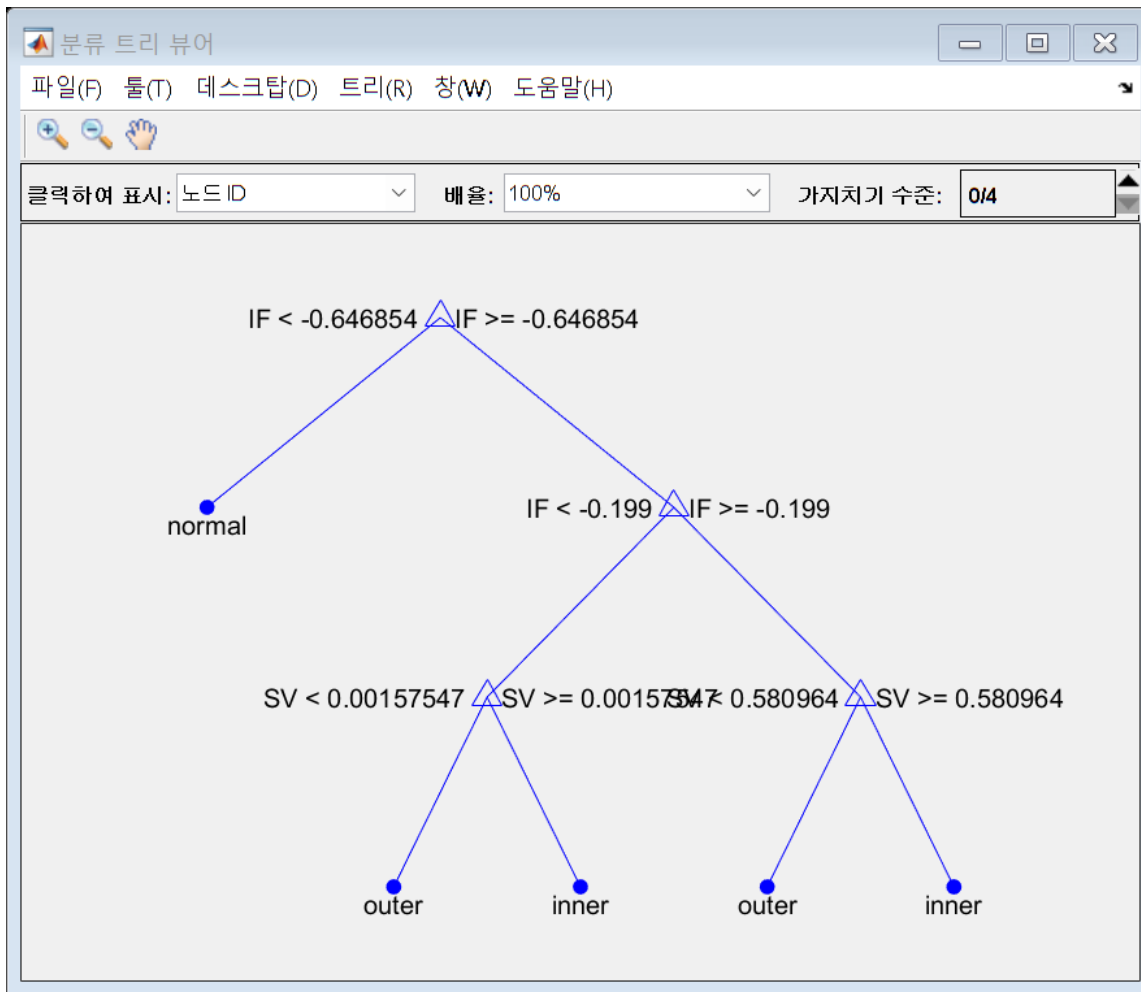 분류 트리 뷰어
파일(F) 툴(T) 데스크탑(D) 트리(R) 창(W) 도움말(H)
클릭하여 표시: 노드 ID 배율: 100% 가지치기 수준: 0/4
IF < -0.646854 IF >= -0.646854
normal
IF < -0.199 IF >= -0.199
SV < 0.00157547 SV >= 0.00157547 SV < 0.580964 SV >= 0.580964
outer inner outer inner